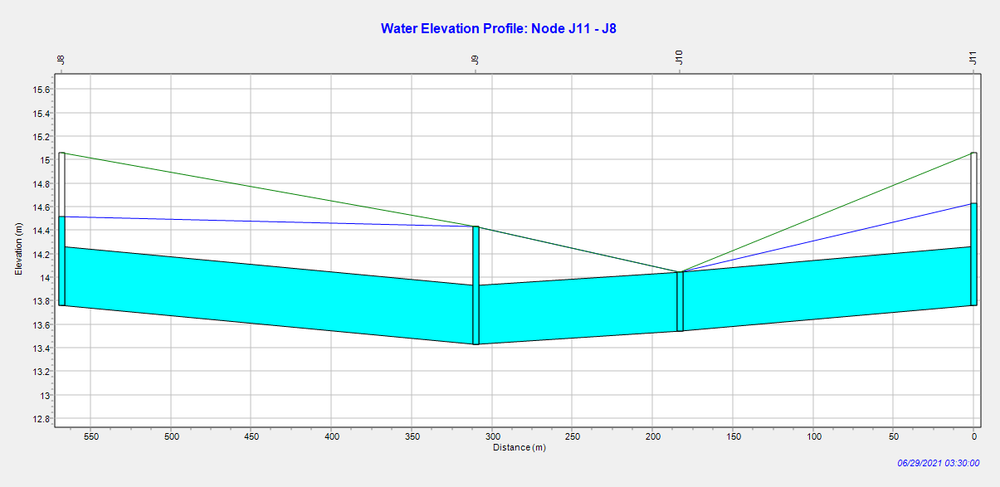 Water Elevation Profile: Node J11 - J8
J8
J9
J10
J11
15.6
15.4
15.2
15
14.8
14.6
14.4
14.2
14
13.8
13.6
13.4
13.2
13
12.8
Elevation (m)
550 500 450 400 350 300 250 200 150 100 50 0
Distance (m)
06/29/2021 03:30:00